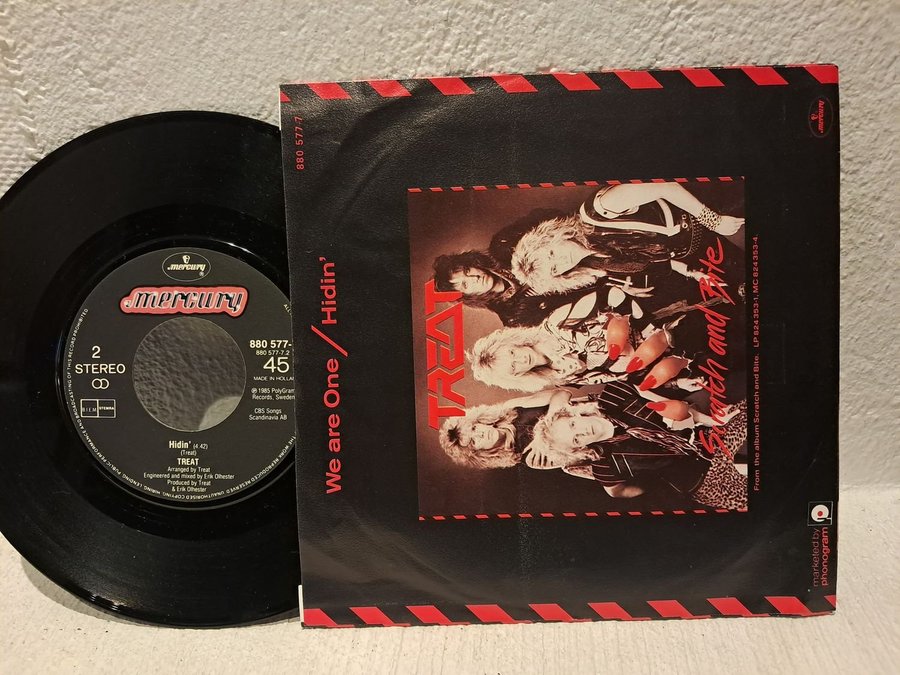 mercury
mercury
2
STEREO
BIEM STEMRA
880 577-
880 577-7.2
45
MADE IN HOLLAN
℗ 1985 PolyGram
Records, Sweden
CBS Songs
Scandinavia AB
Hidin' (4.42)
(Treat)
TREAT
Arranged by Treat
Engineered and mixed by Erik Olhester
Produced by Treat
& Erik Olhester
880 577-7
We are One / Hidin'
TREAT
Scratch and Bite
From the album Scratch and Bite. LP 824 353-1. MC 824 353-4.
mercury
marketed by
phonogram